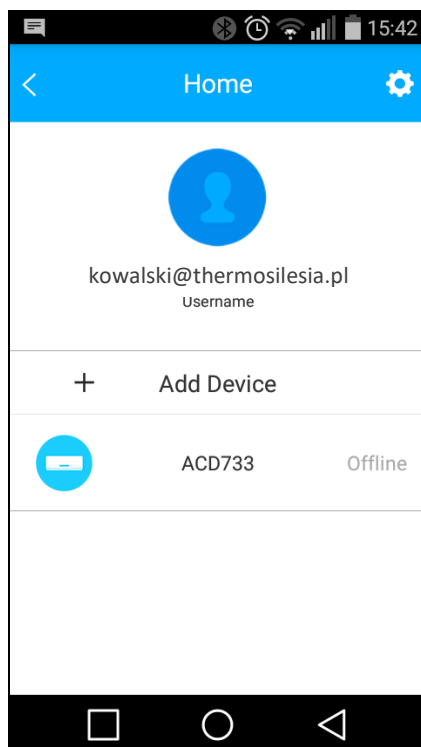 15:42
Home
kowalski@thermosilesia.pl
Username
+ Add Device
ACD733 Offline